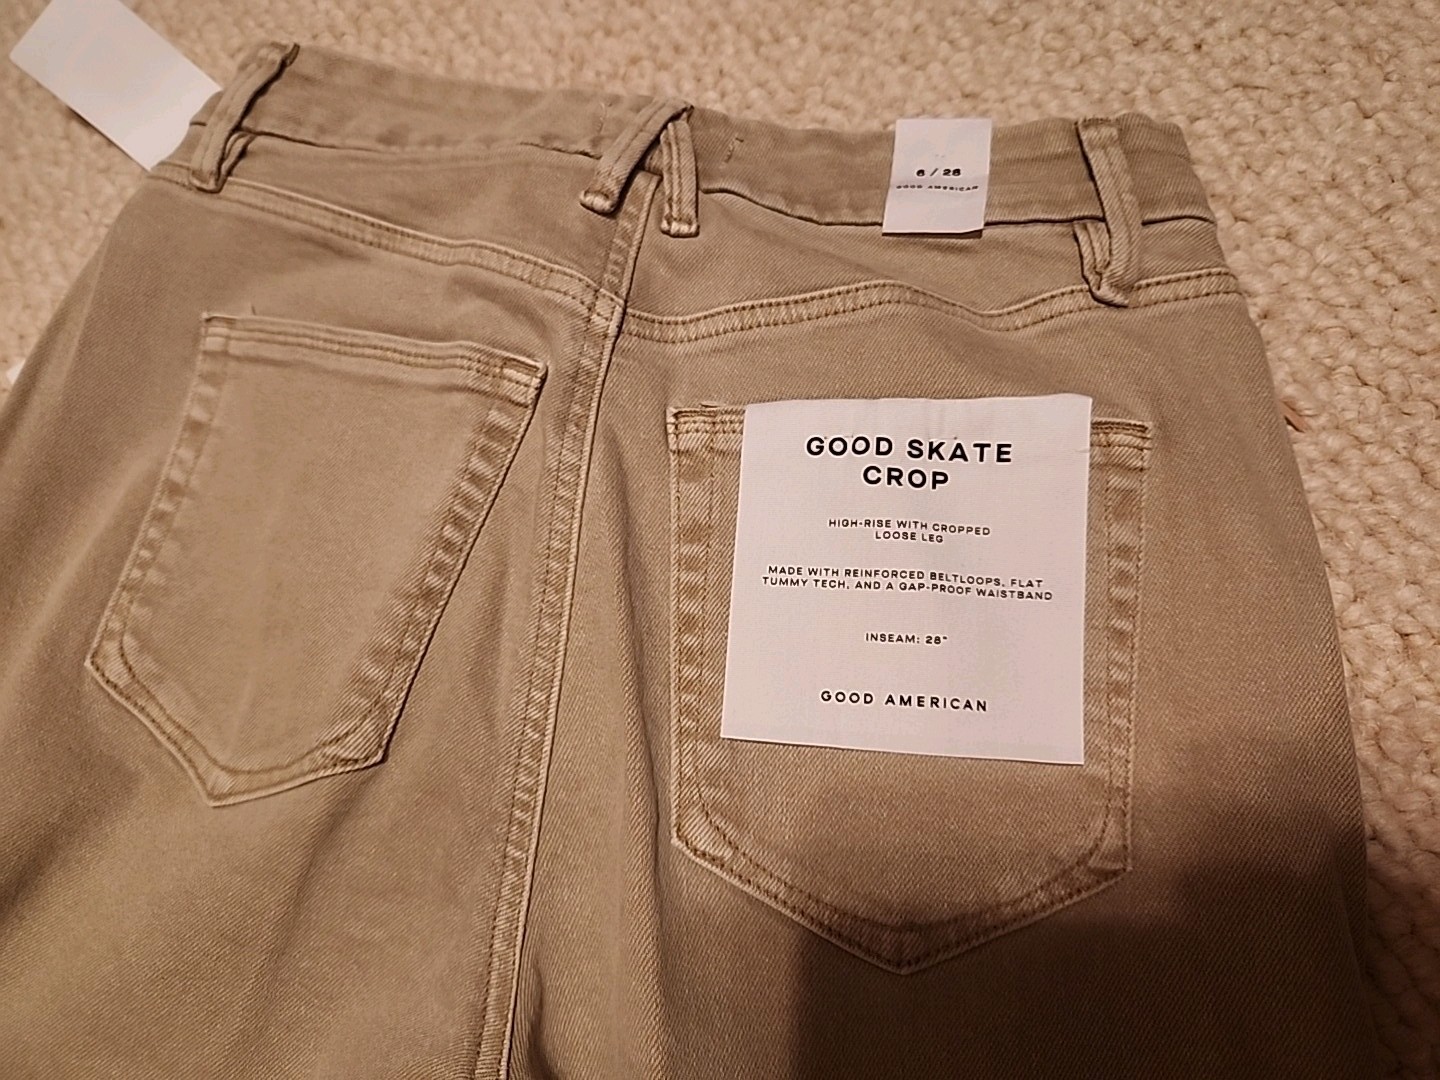 6 / 28
GOOD AMERICAN
GOOD SKATE
CROP
HIGH-RISE WITH CROPPED
LOOSE LEG
MADE WITH REINFORCED BELTLOOPS, FLAT
TUMMY TECH, AND A GAP-PROOF WAISTBAND
INSEAM: 28"
GOOD AMERICAN